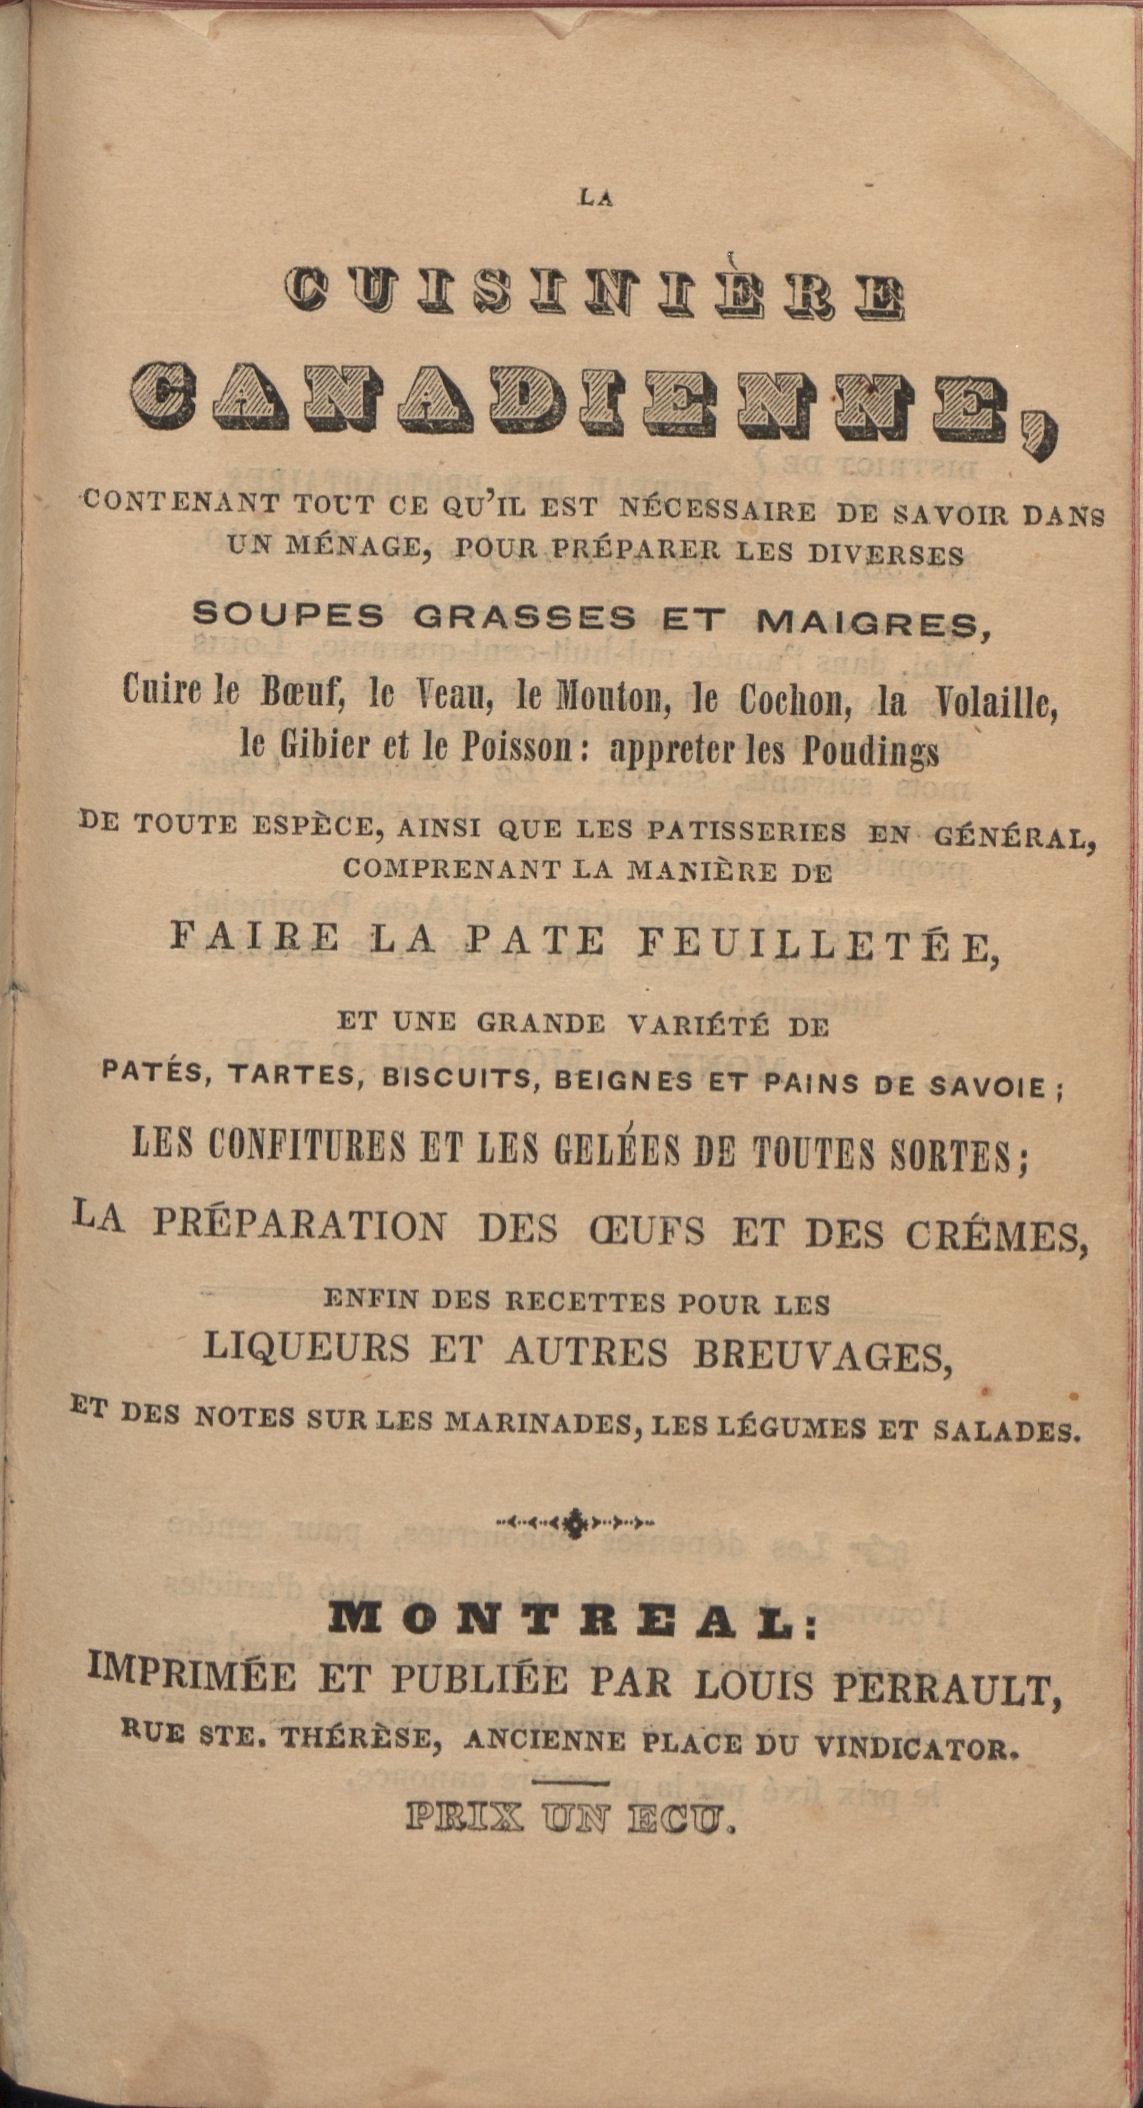 LA
CUISINIÈRE
CANADIENNE,
CONTENANT TOUT CE QU'IL EST NÉCESSAIRE DE SAVOIR DANS
UN MÉNAGE, POUR PRÉPARER LES DIVERSES
SOUPES GRASSES ET MAIGRES,
Cuire le Bœuf, le Veau, le Mouton, le Cochon, la Volaille,
le Gibier et le Poisson: appreter les Poudings
DE TOUTE ESPÈCE, AINSI QUE LES PATISSERIES EN GÉNÉRAL,
COMPRENANT LA MANIÈRE DE
FAIRE LA PATE FEUILLETÉE,
ET UNE GRANDE VARIÉTÉ DE
PATÉS, TARTES, BISCUITS, BEIGNES ET PAINS DE SAVOIE;
LES CONFITURES ET LES GELÉES DE TOUTES SORTES;
LA PRÉPARATION DES ŒUFS ET DES CRÉMES,
ENFIN DES RECETTES POUR LES
LIQUEURS ET AUTRES BREUVAGES,
ET DES NOTES SUR LES MARINADES, LES LÉGUMES ET SALADES.
MONTREAL:
IMPRIMÉE ET PUBLIÉE PAR LOUIS PERRAULT,
RUE STE. THÉRÈSE, ANCIENNE PLACE DU VINDICATOR.
PRIX UN ECU.